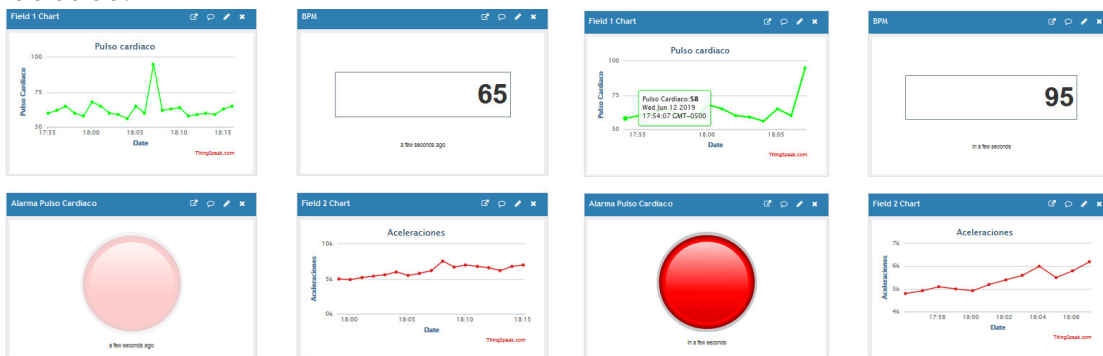 Field 1 Chart
Pulso cardiaco
100
75
50
Pulso Cardiaco
17:55
18:00
18:05
18:10
18:15
Date
ThingSpeak.com
BPM
65
a few seconds ago
Field 1 Chart
Pulso cardiaco
100
75
50
Pulso Cardiaco
Pulso Cardiaco:58
Wed Jun 12 2019
17:54:07 GMT-0500
17:55
18:00
18:05
Date
ThingSpeak.com
BPM
95
in a few seconds
Alarma Pulso Cardiaco
a few seconds ago
Field 2 Chart
Aceleraciones
10k
5k
0k
Aceleraciones
18:00
18:05
18:10
18:15
Date
ThingSpeak.com
Alarma Pulso Cardiaco
in a few seconds
Field 2 Chart
Aceleraciones
7k
6k
5k
4k
Aceleraciones
17:58
18:00
18:02
18:04
18:06
Date
ThingSpeak.com